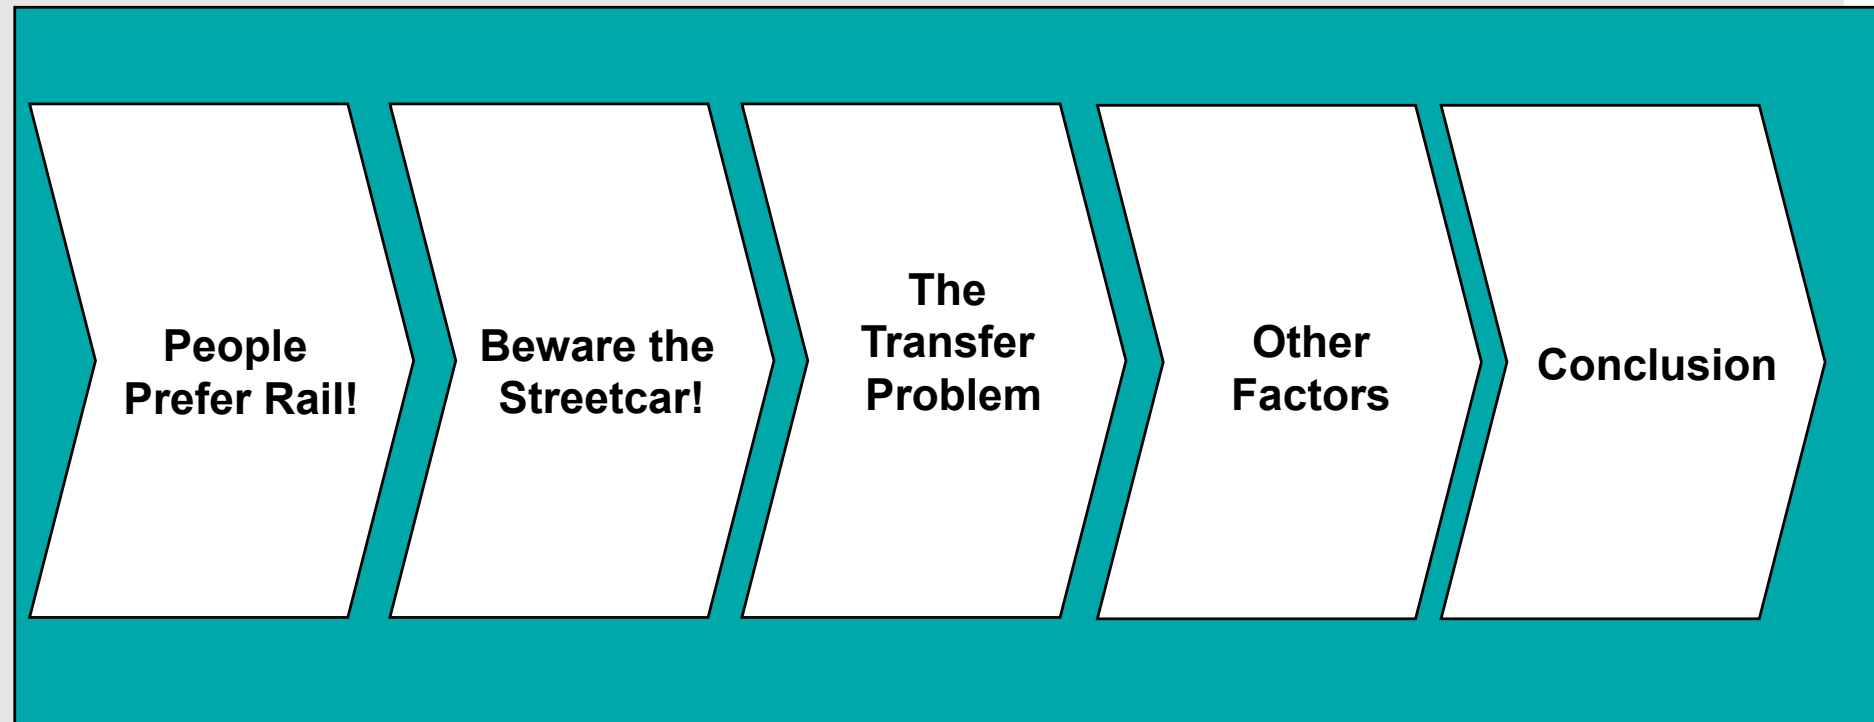 People
Prefer Rail!
Beware the
Streetcar!
The
Transfer
Problem
Other
Factors
Conclusion